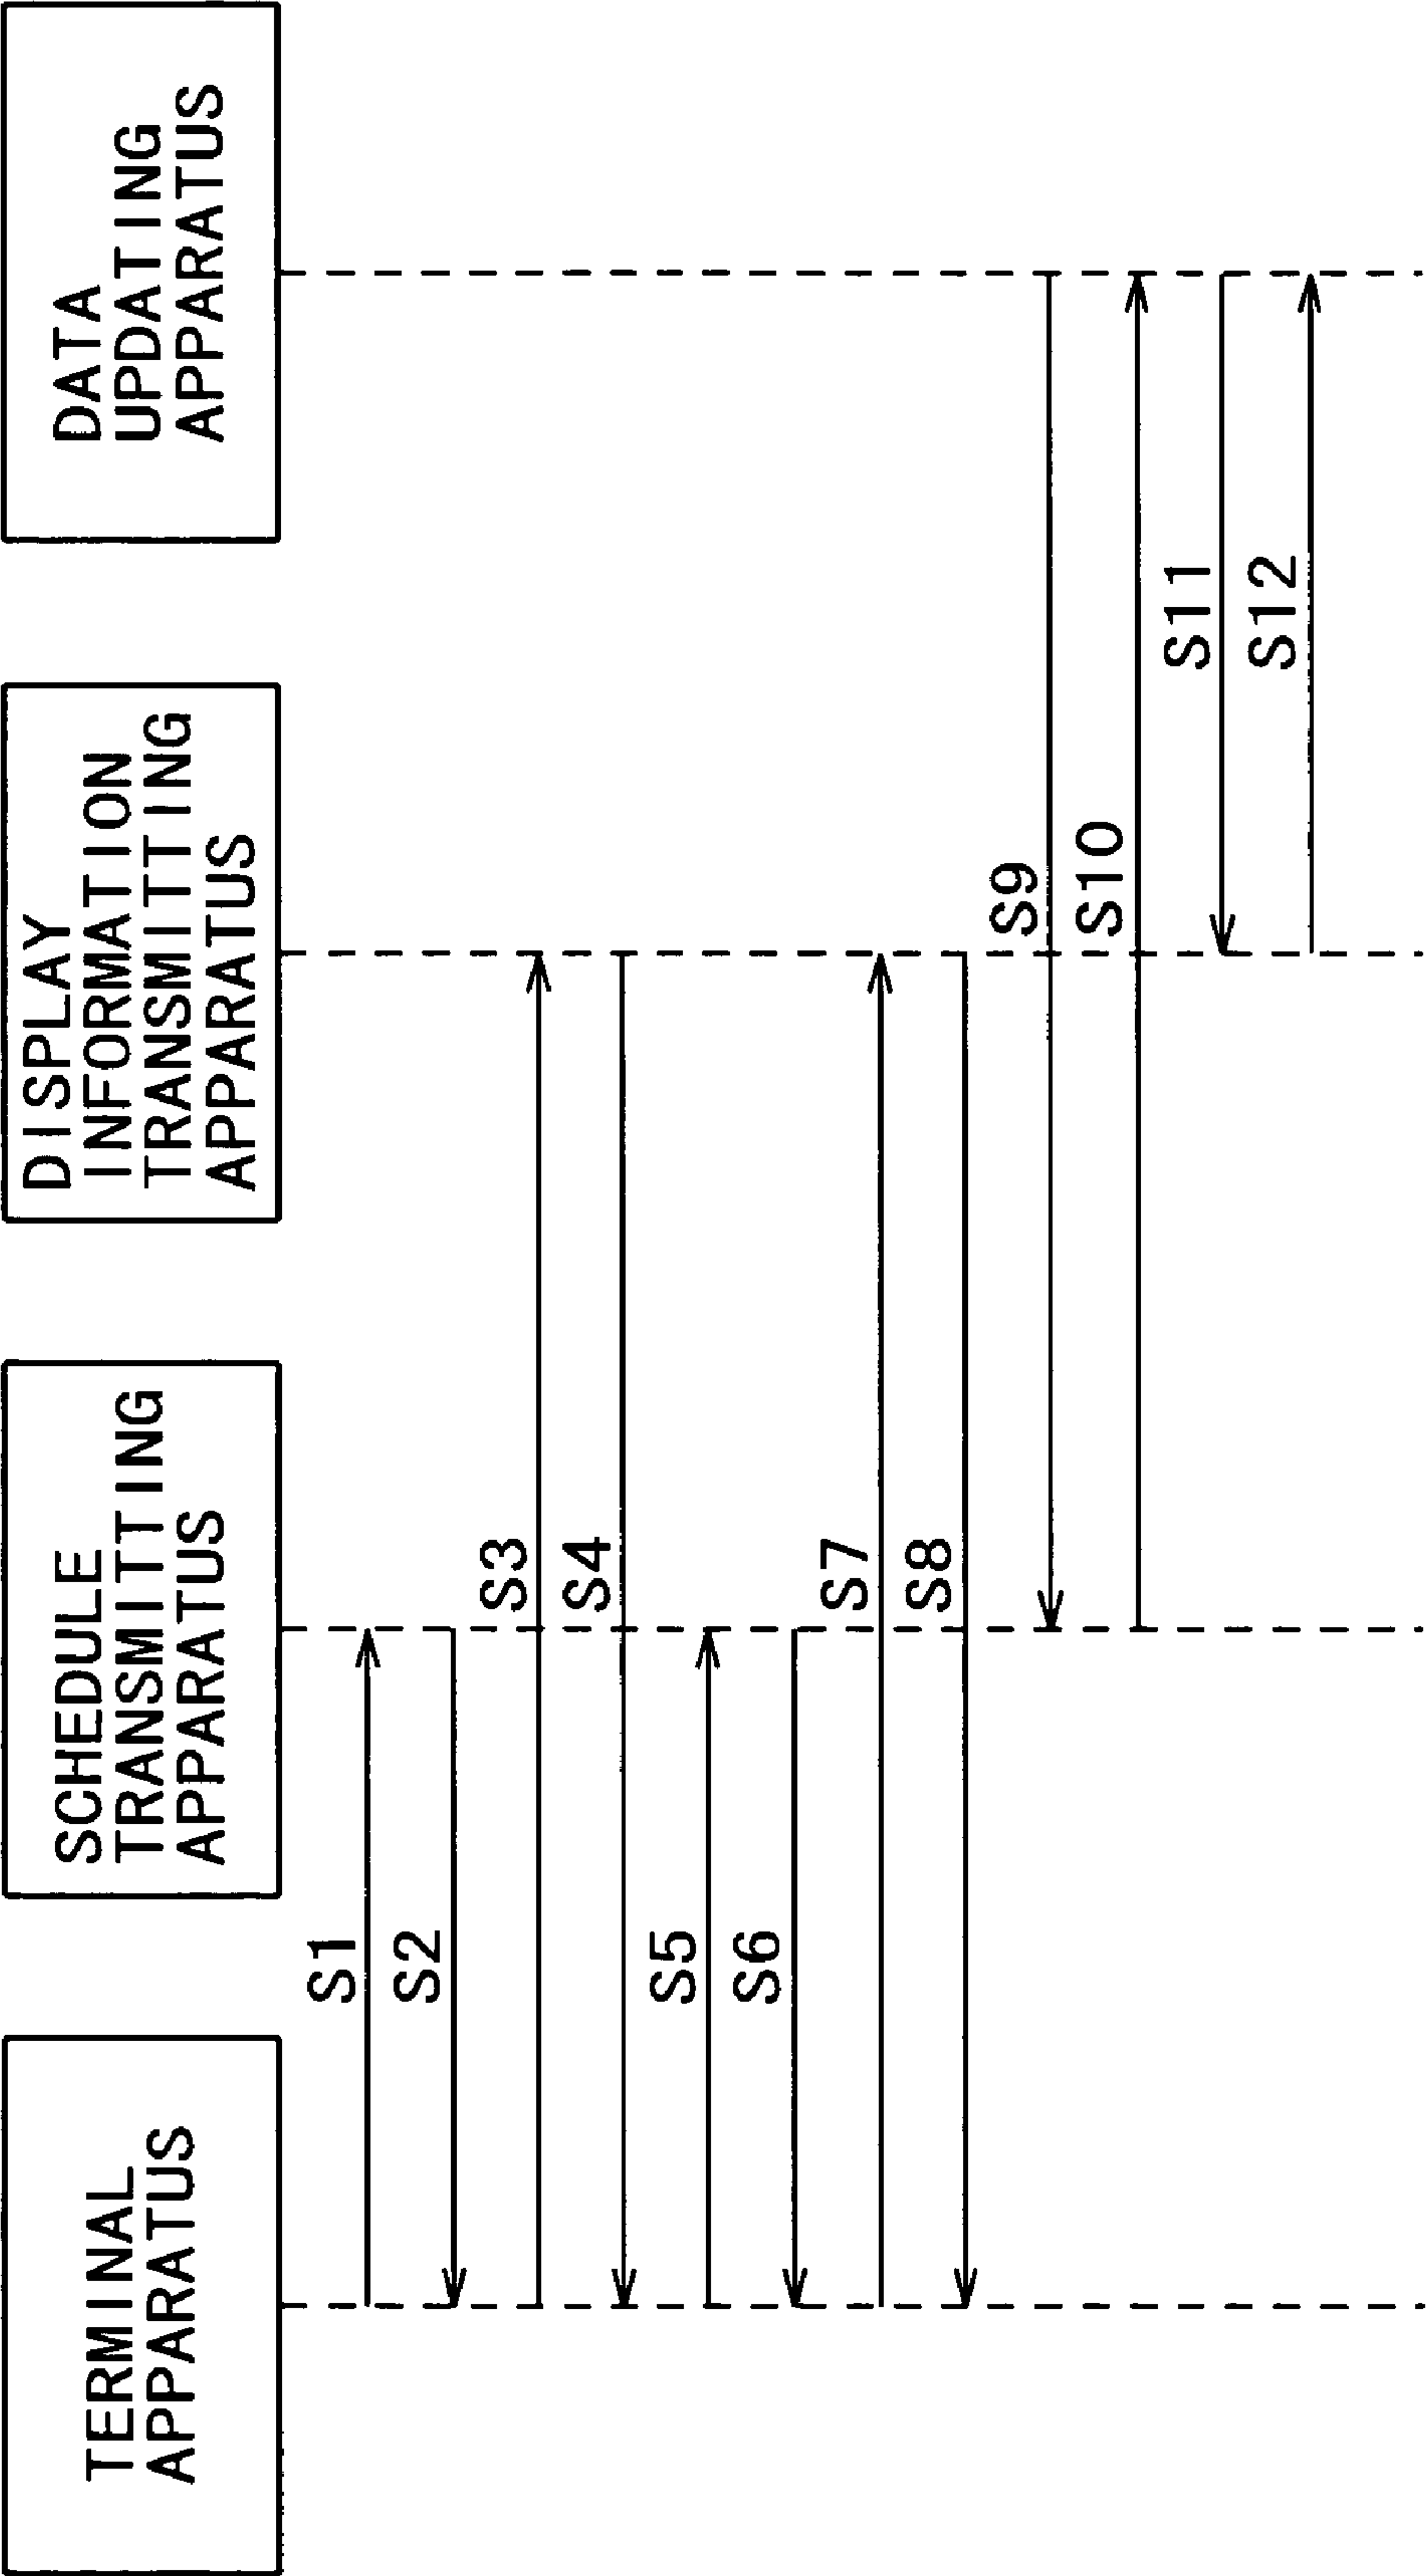 TERMINAL
APPARATUS
SCHEDULE
TRANSMITTING
APPARATUS
DISPLAY
INFORMATION
TRANSMITTING
APPARATUS
DATA
UPDATING
APPARATUS
S1
S2
S3
S4
S5
S6
S7
S8
S9
S10
S11
S12